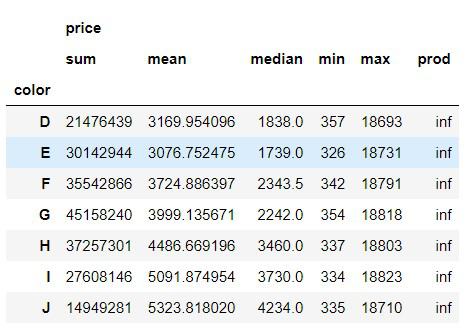 price
sum mean median min max prod
color
D 21476439 3169.954096 1838.0 357 18693 inf
E 30142944 3076.752475 1739.0 326 18731 inf
F 35542866 3724.886397 2343.5 342 18791 inf
G 45158240 3999.135671 2242.0 354 18818 inf
H 37257301 4486.669196 3460.0 337 18803 inf
I 27608146 5091.874954 3730.0 334 18823 inf
J 14949281 5323.818020 4234.0 335 18710 inf